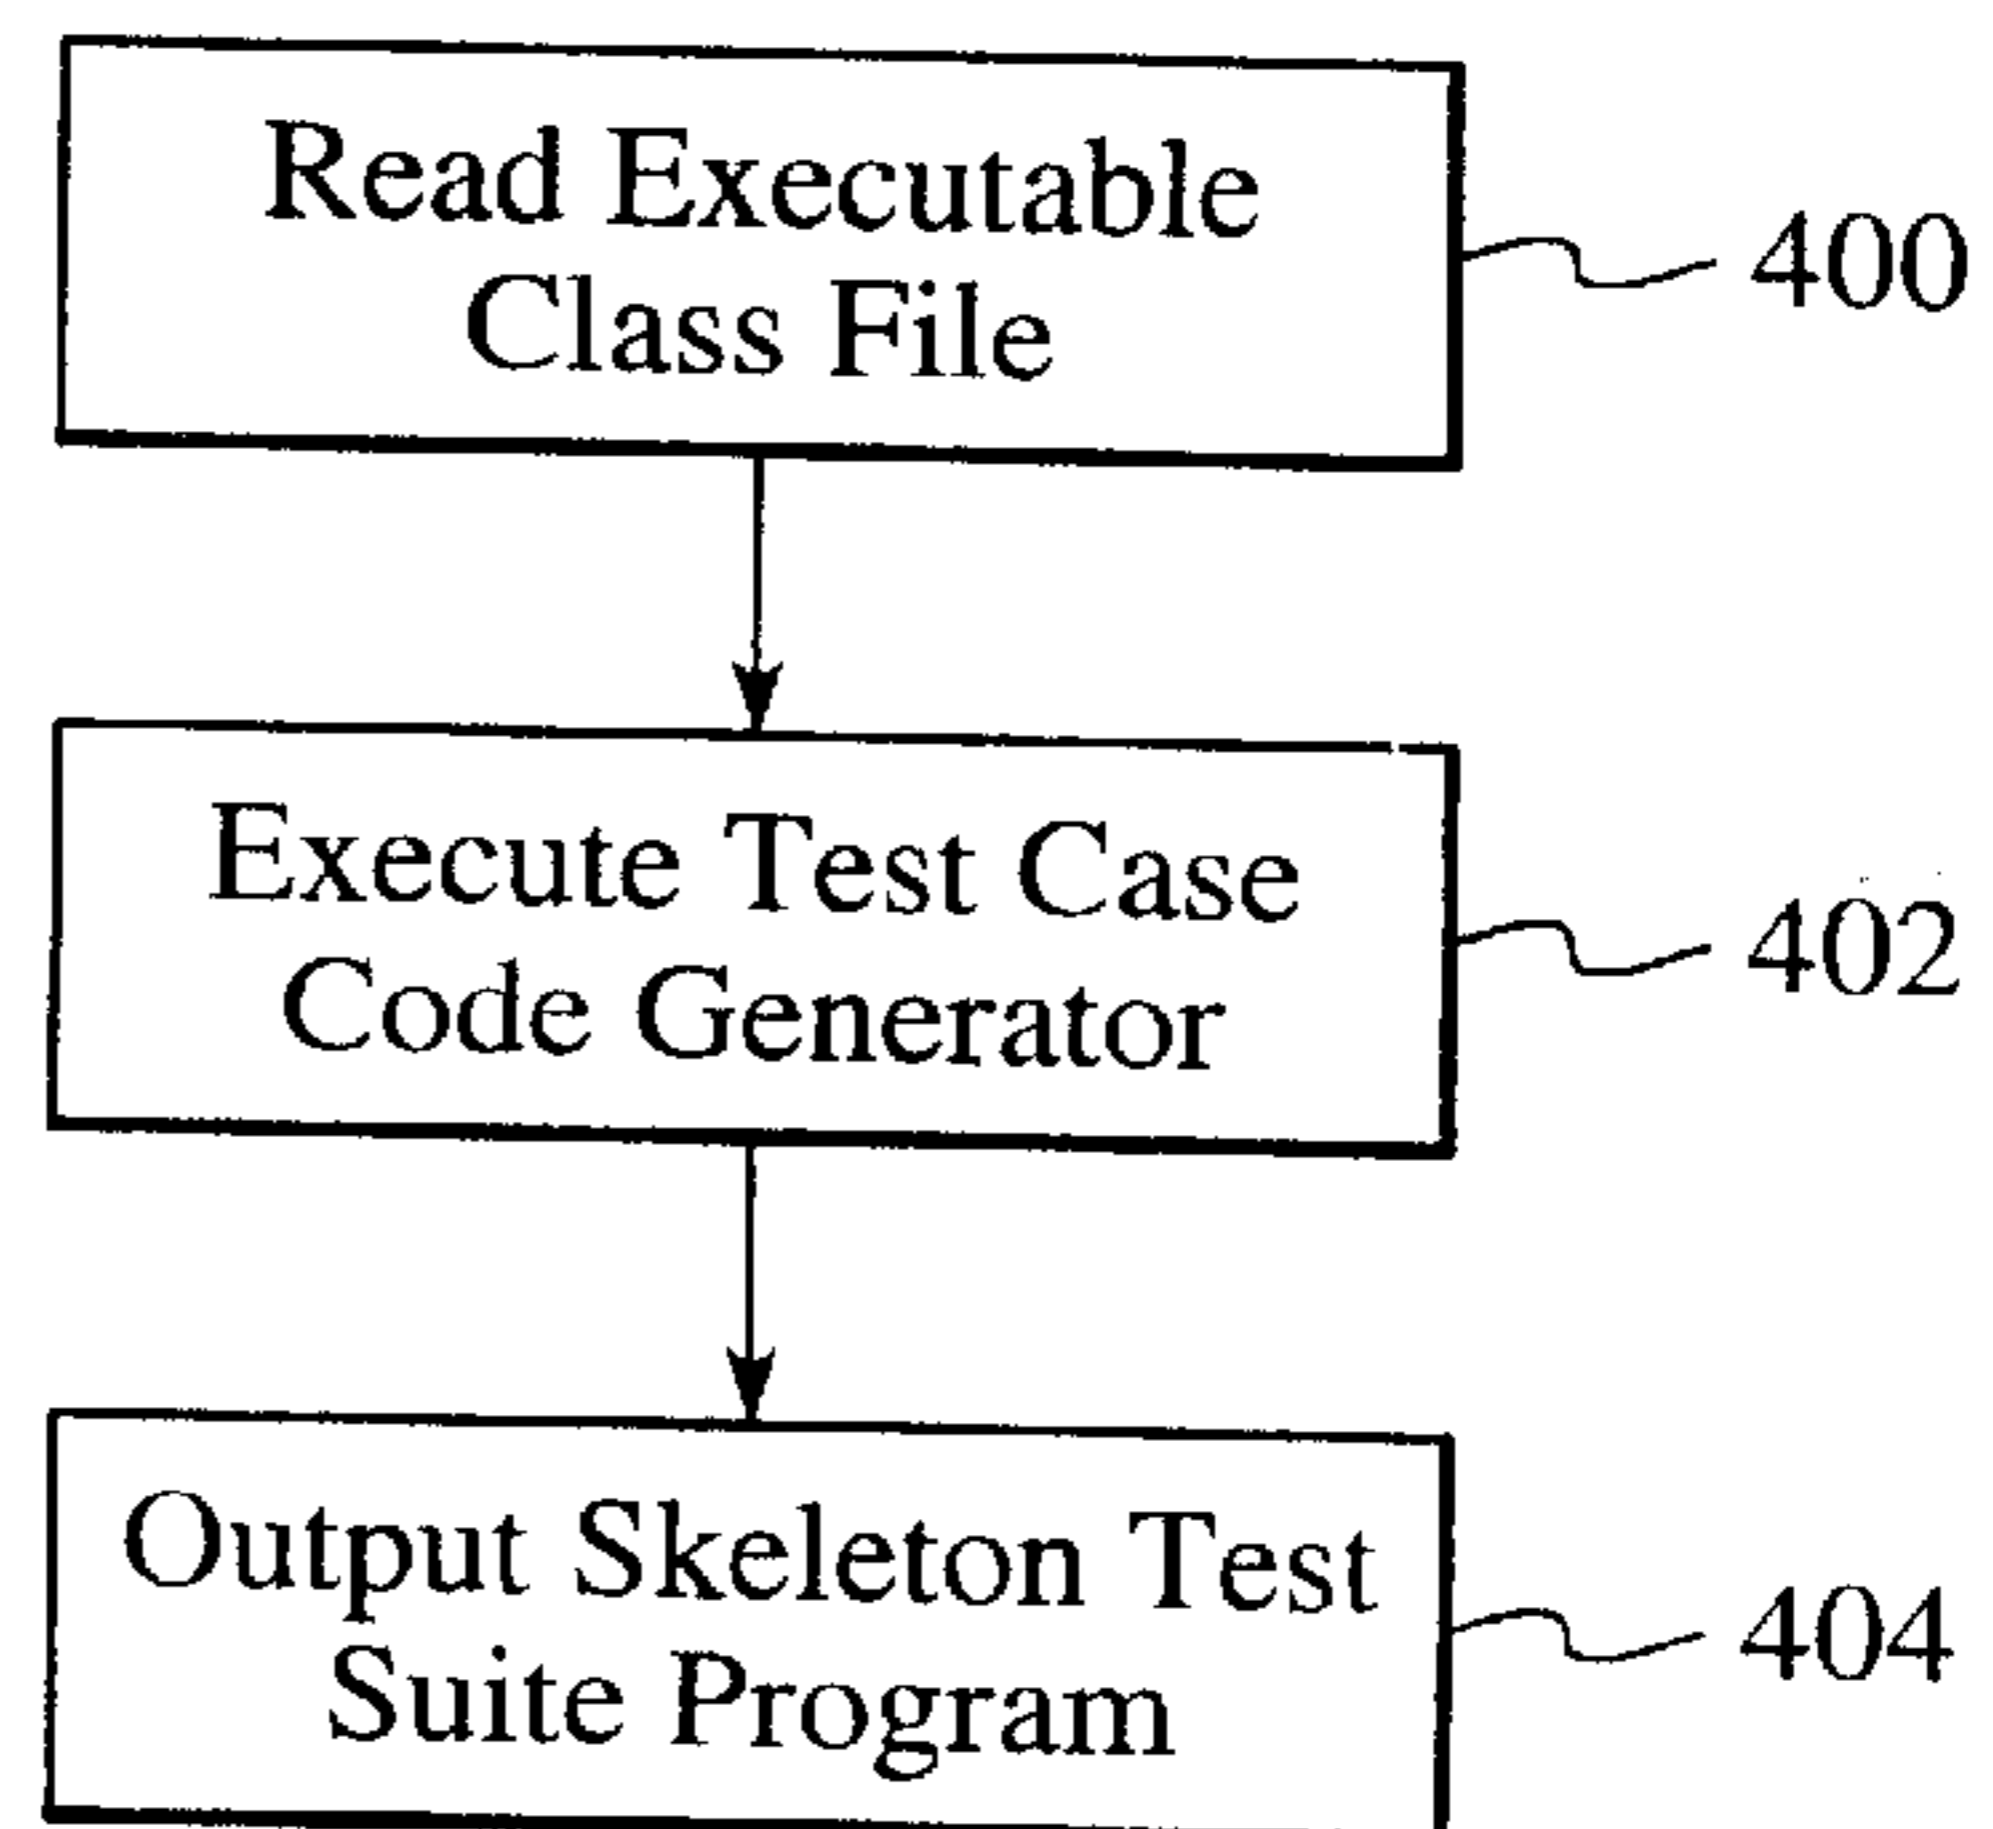 Read Executable
Class File
400
Execute Test Case
Code Generator
402
Output Skeleton Test
Suite Program
404